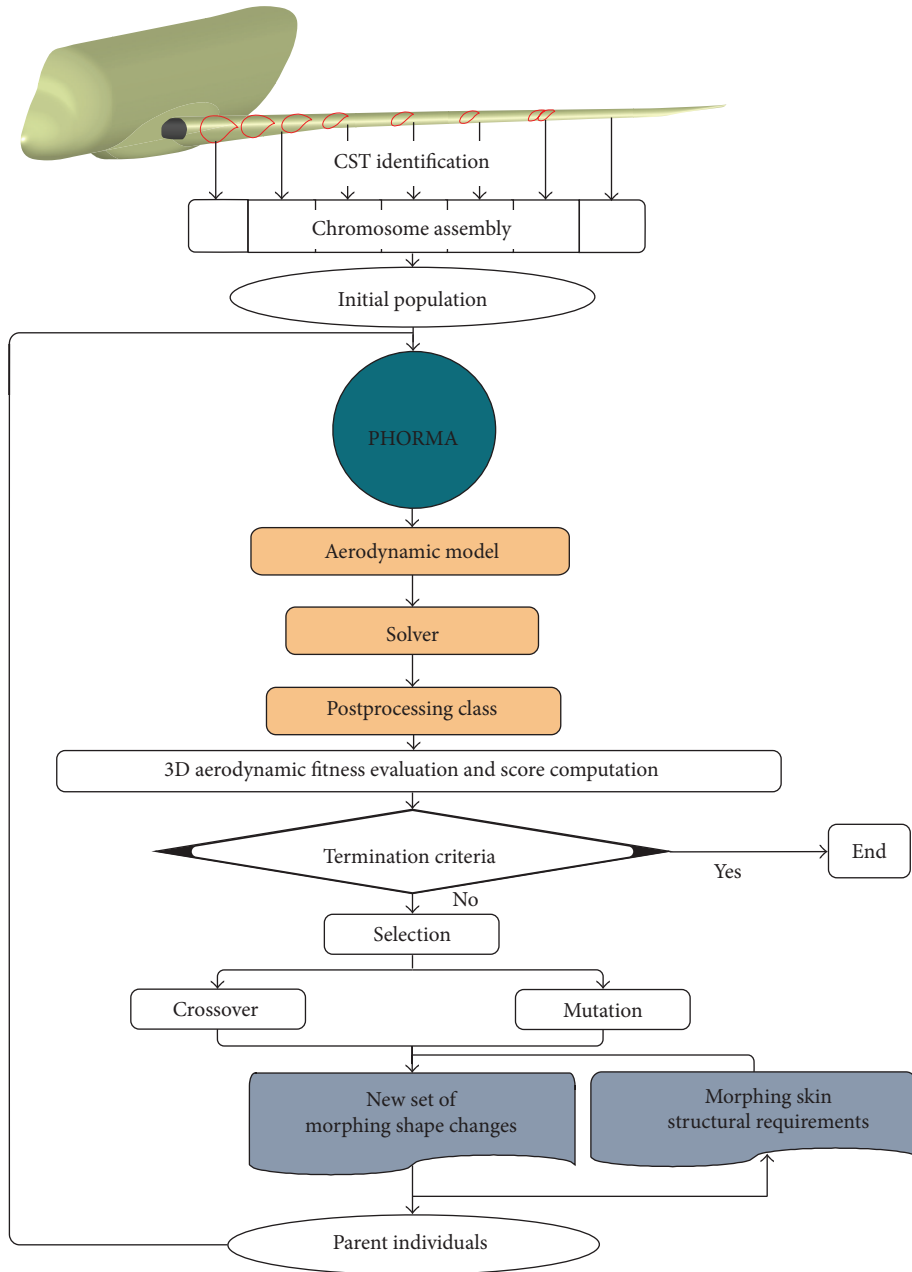 CST identification
Chromosome assembly
Initial population
PHORMA
Aerodynamic model
Solver
Postprocessing class
3D aerodynamic fitness evaluation and score computation
Termination criteria
End
Yes
No
Selection
Crossover
Mutation
New set of
morphing shape changes
Morphing skin
structural requirements
Parent individuals